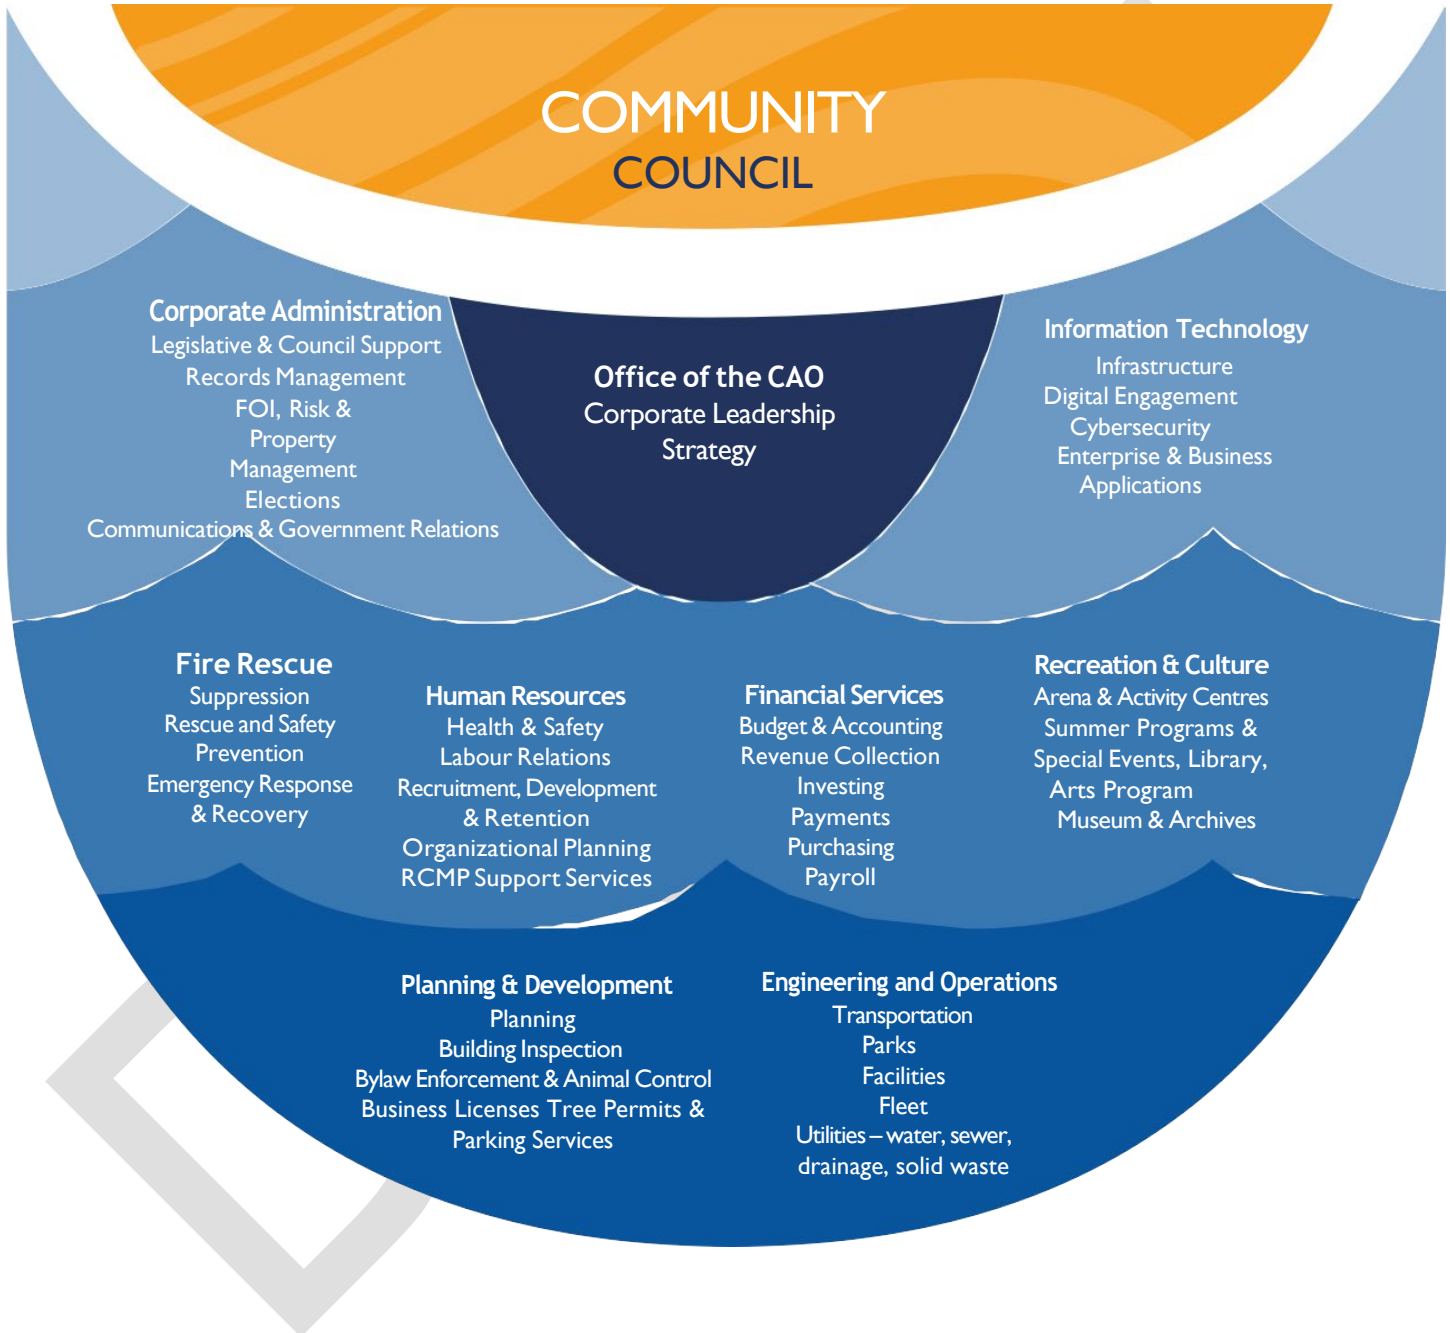 COMMUNITY
COUNCIL
Corporate Administration
Legislative & Council Support
Records Management
FOI, Risk &
Property
Management
Elections
Communications & Government Relations
Office of the CAO
Corporate Leadership
Strategy
Information Technology
Infrastructure
Digital Engagement
Cybersecurity
Enterprise & Business
Applications
Fire Rescue
Suppression
Rescue and Safety
Prevention
Emergency Response
& Recovery
Human Resources
Health & Safety
Labour Relations
Recruitment, Development
& Retention
Organizational Planning
RCMP Support Services
Financial Services
Budget & Accounting
Revenue Collection
Investing
Payments
Purchasing
Payroll
Recreation & Culture
Arena & Activity Centres
Summer Programs &
Special Events, Library,
Arts Program
Museum & Archives
Planning & Development
Planning
Building Inspection
Bylaw Enforcement & Animal Control
Business Licenses Tree Permits &
Parking Services
Engineering and Operations
Transportation
Parks
Facilities
Fleet
Utilities – water, sewer,
drainage, solid waste